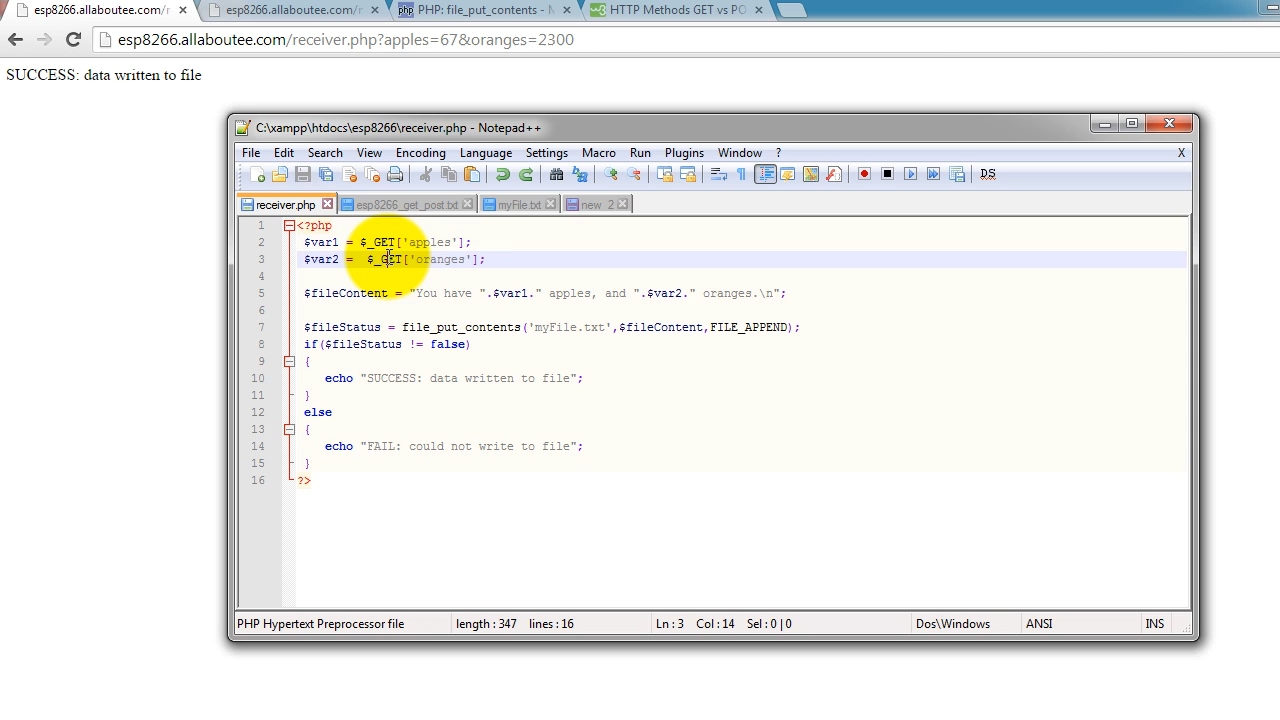 esp8266.allaboutee.com/r
esp8266.allaboutee.com/r
php PHP: file_put_contents - M
w3 HTTP Methods GET vs PO
esp8266.allaboutee.com/receiver.php?apples=67&oranges=2300
SUCCESS: data written to file
C:\xampp\htdocs\esp8266\receiver.php - Notepad++
File Edit Search View Encoding Language Settings Macro Run Plugins Window ? X
receiver.php esp8266_get_post.txt myFile.txt new 2
1 <?php
2 $var1 = $_GET['apples'];
3 $var2 =  $_GET['oranges'];
4
5 $fileContent = "You have ".$var1." apples, and ".$var2." oranges.\n";
6
7 $fileStatus = file_put_contents('myFile.txt',$fileContent,FILE_APPEND);
8 if($fileStatus != false)
9 {
10 echo "SUCCESS: data written to file";
11 }
12 else
13 {
14 echo "FAIL: could not write to file";
15 }
16 ?>
PHP Hypertext Preprocessor file length : 347 lines : 16 Ln : 3 Col : 14 Sel : 0 | 0 Dos\Windows ANSI INS